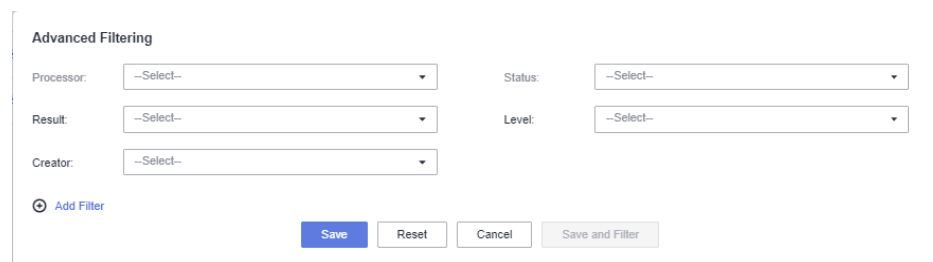 Advanced Filtering
Processor: --Select-- Status: --Select--
Result: --Select-- Level: --Select--
Creator: --Select--
Add Filter
Save Reset Cancel Save and Filter